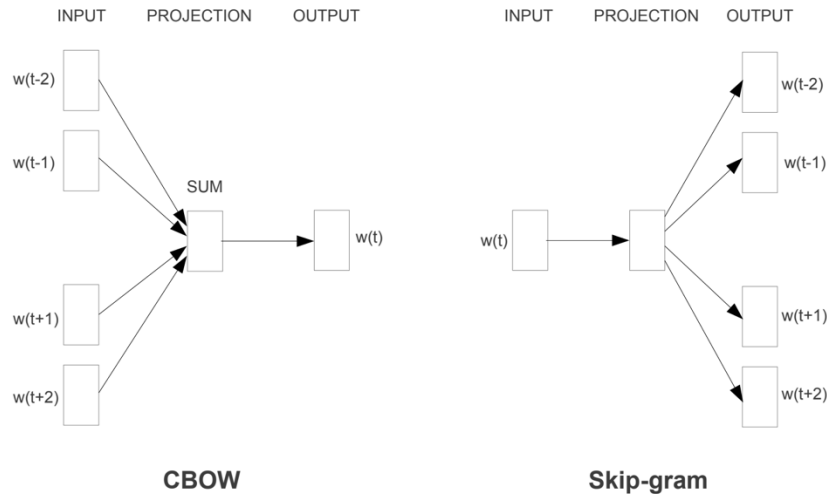 INPUT PROJECTION OUTPUT
w(t-2)
w(t-1)
SUM
w(t)
w(t+1)
w(t+2)
CBOW
INPUT PROJECTION OUTPUT
w(t-2)
w(t-1)
w(t)
w(t+1)
w(t+2)
Skip-gram